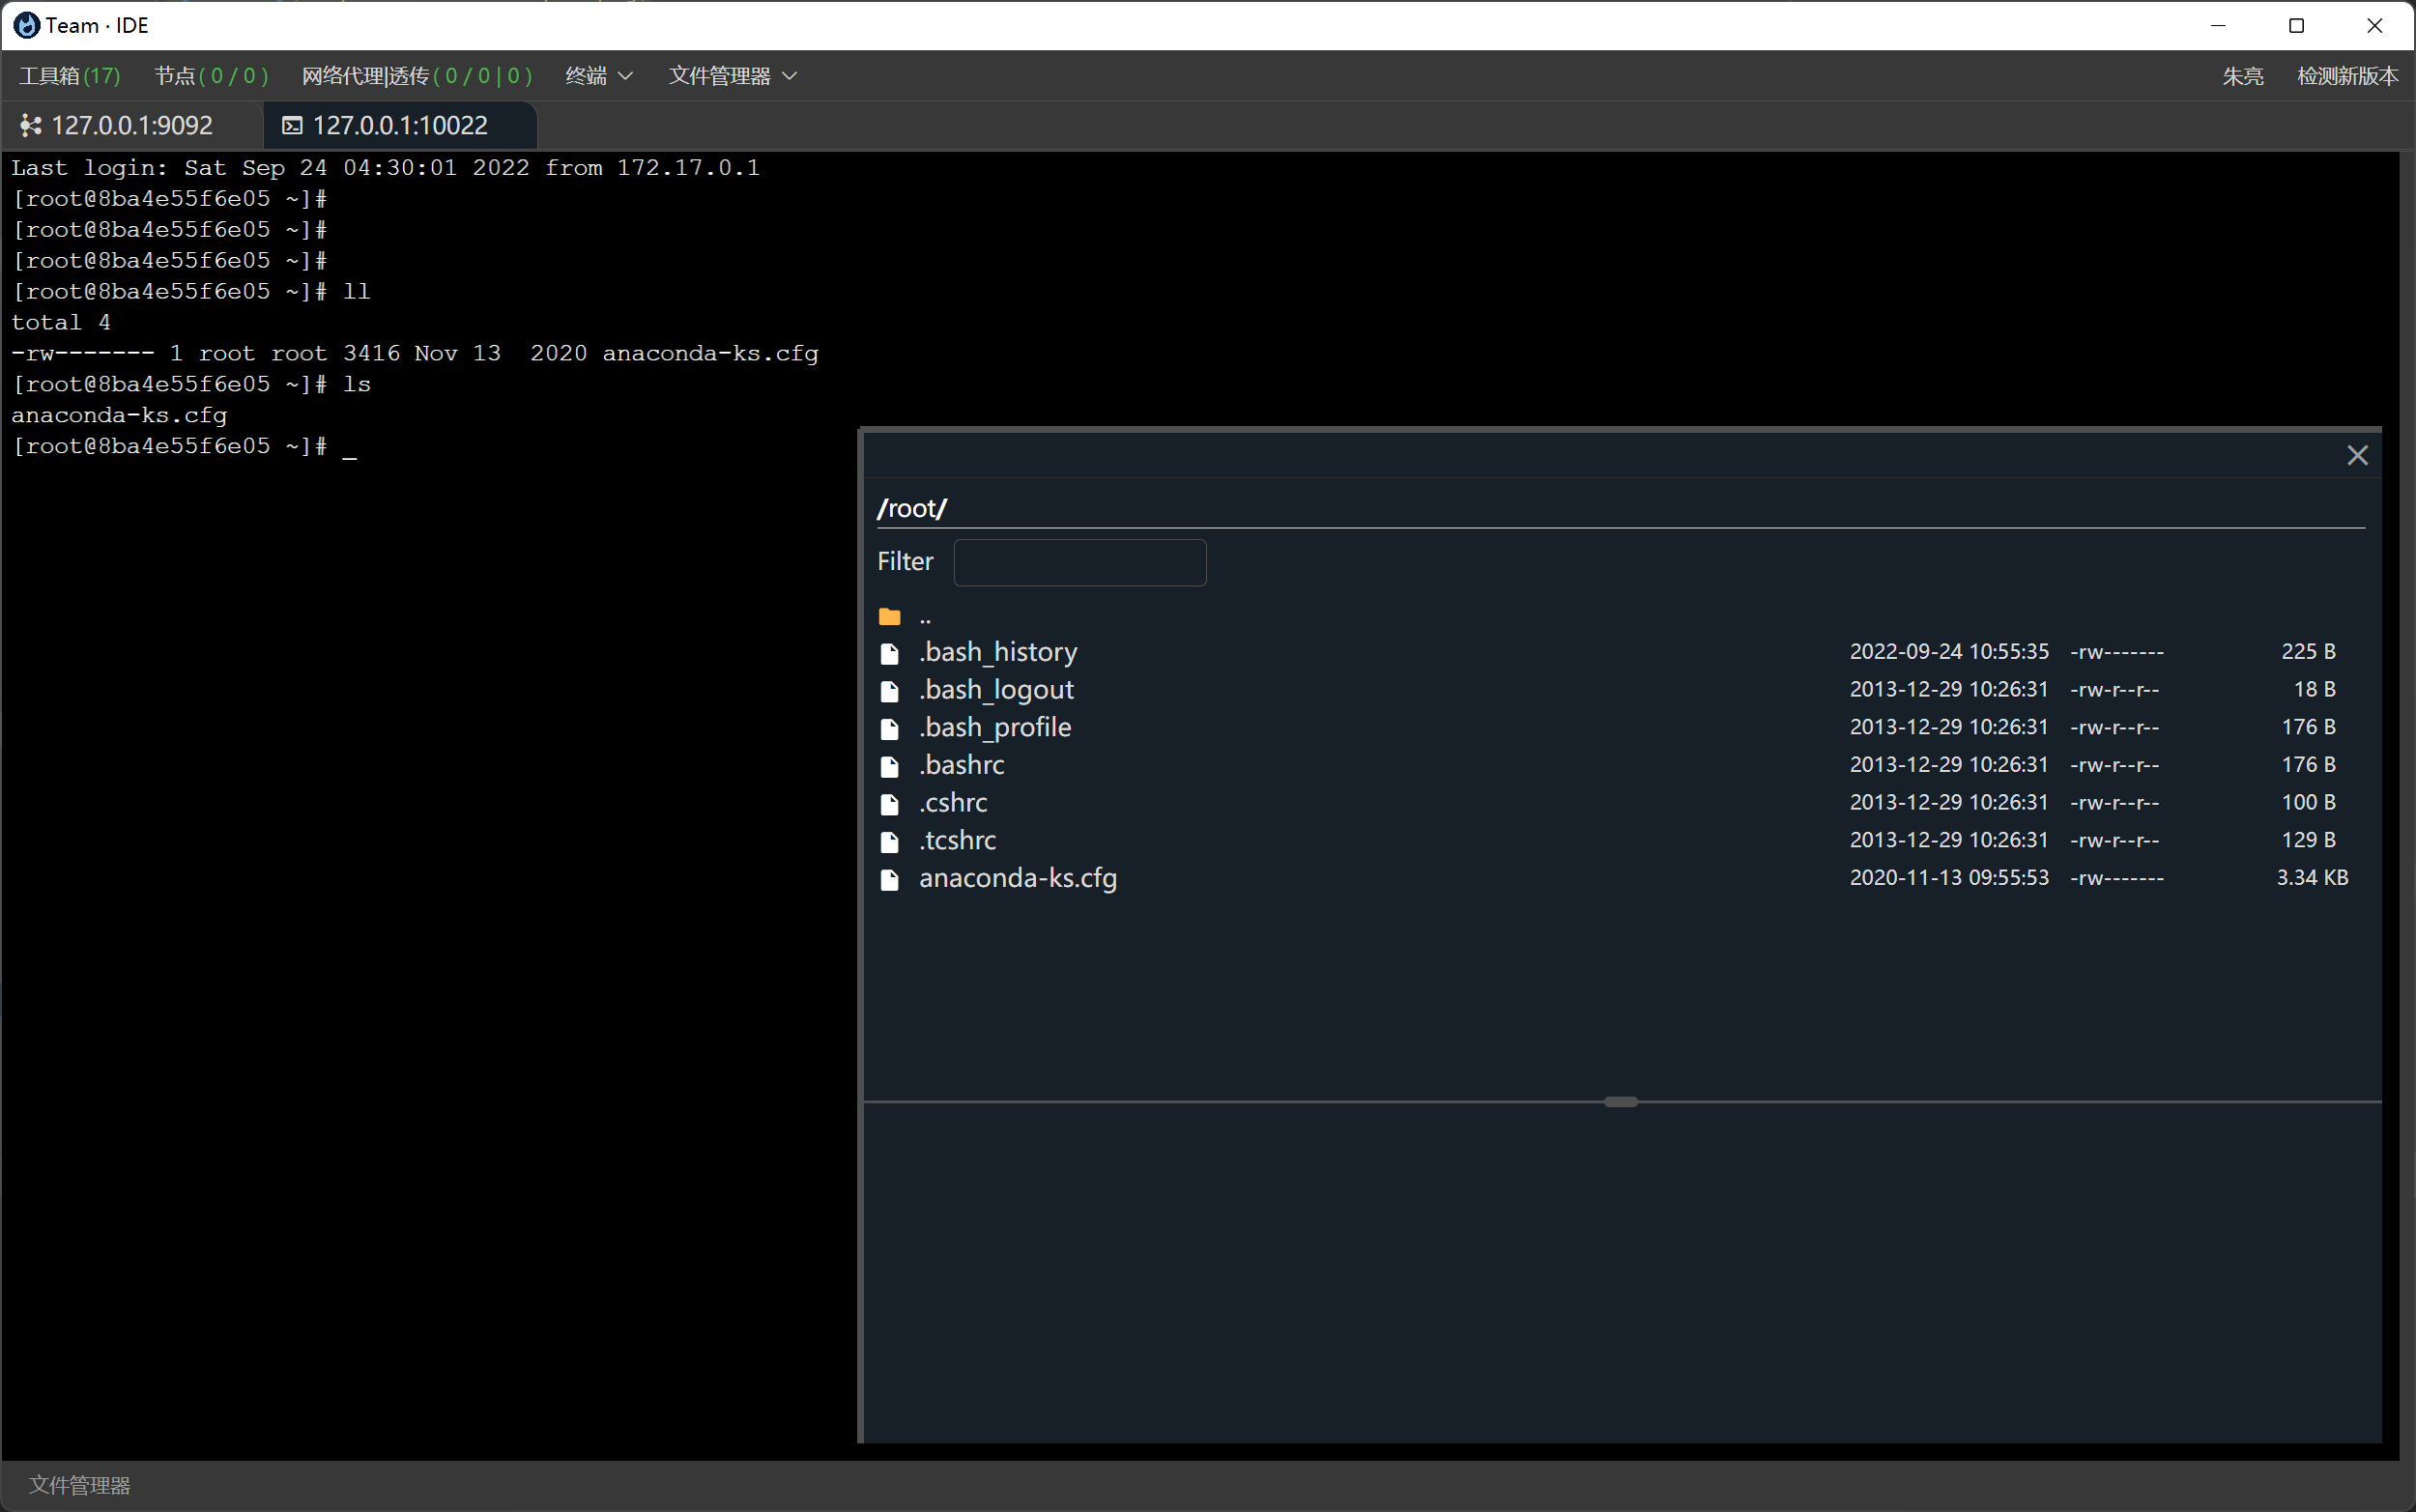 Team · IDE
工具箱(17) 节点( 0 / 0 ) 网络代理|透传( 0 / 0 | 0 ) 终端 文件管理器 朱亮 检测新版本
127.0.0.1:9092 127.0.0.1:10022
Last login: Sat Sep 24 04:30:01 2022 from 172.17.0.1
[root@8ba4e55f6e05 ~]#
[root@8ba4e55f6e05 ~]#
[root@8ba4e55f6e05 ~]#
[root@8ba4e55f6e05 ~]# ll
total 4
-rw------- 1 root root 3416 Nov 13  2020 anaconda-ks.cfg
[root@8ba4e55f6e05 ~]# ls
anaconda-ks.cfg
[root@8ba4e55f6e05 ~]# _
/root/
Filter
..
.bash_history 2022-09-24 10:55:35 -rw------- 225 B
.bash_logout 2013-12-29 10:26:31 -rw-r--r-- 18 B
.bash_profile 2013-12-29 10:26:31 -rw-r--r-- 176 B
.bashrc 2013-12-29 10:26:31 -rw-r--r-- 176 B
.cshrc 2013-12-29 10:26:31 -rw-r--r-- 100 B
.tcshrc 2013-12-29 10:26:31 -rw-r--r-- 129 B
anaconda-ks.cfg 2020-11-13 09:55:53 -rw------- 3.34 KB
文件管理器